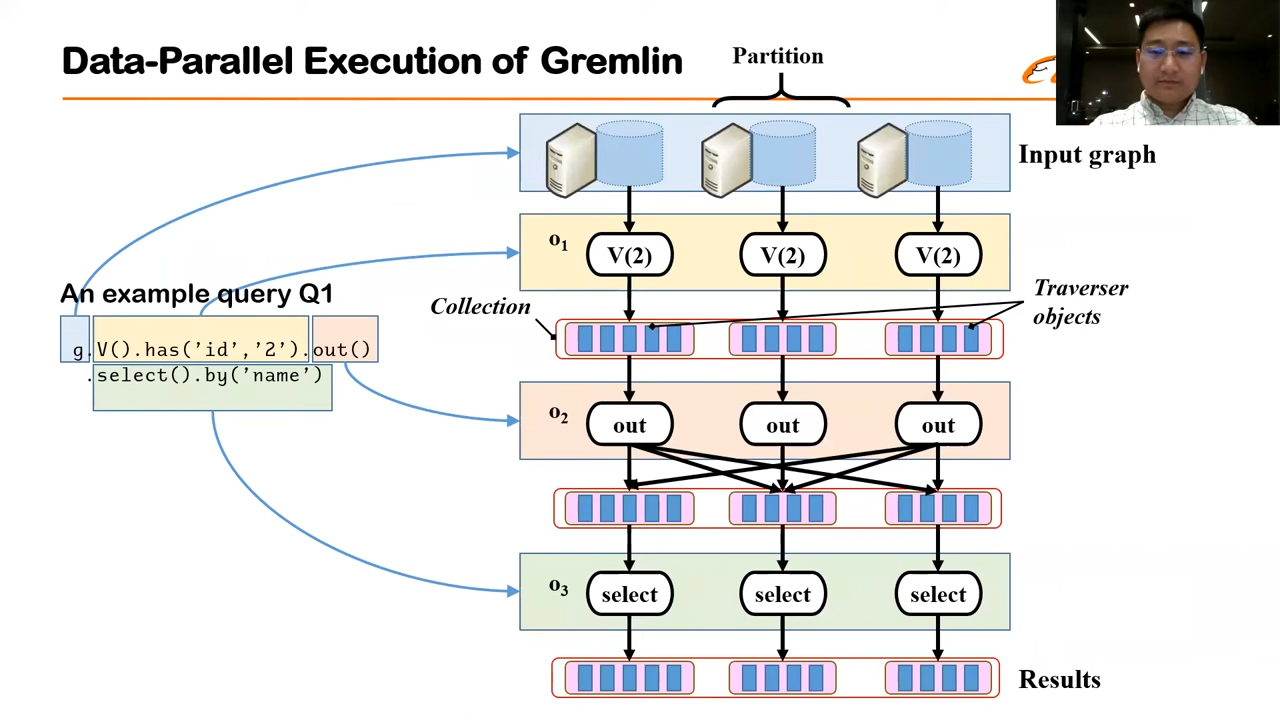 Data-Parallel Execution of Gremlin
Partition
Input graph
o1
V(2)
V(2)
V(2)
An example query Q1
g.V().has('id','2').out()
.select().by('name')
Collection
Traverser
objects
o2
out
out
out
o3
select
select
select
Results